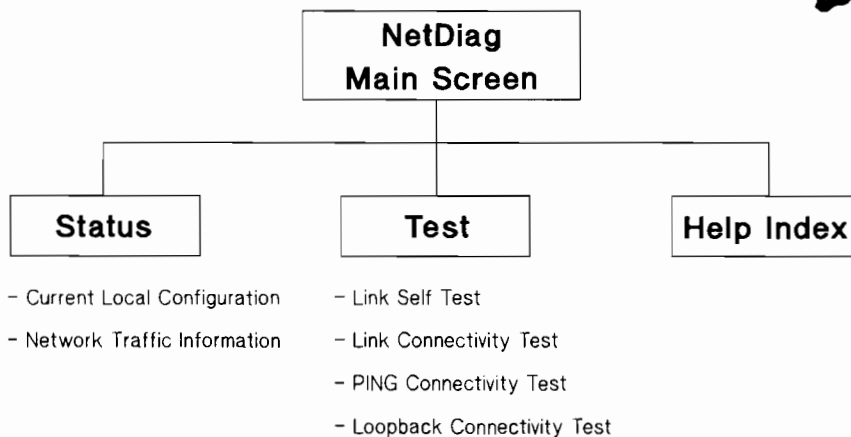 NetDiag
Main Screen
Status
Test
Help Index
- Current Local Configuration
- Network Traffic Information
- Link Self Test
- Link Connectivity Test
- PING Connectivity Test
- Loopback Connectivity Test